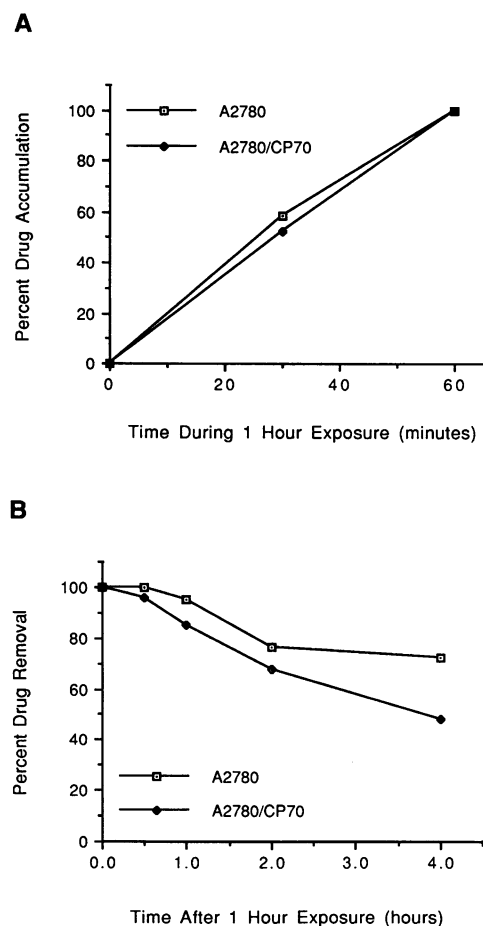 A
Percent Drug Accumulation
100
80
60
40
20
0
A2780
A2780/CP70
0 20 40 60
Time During 1 Hour Exposure (minutes)
B
Percent Drug Removal
100
80
60
40
20
0
A2780
A2780/CP70
0.0 1.0 2.0 3.0 4.0
Time After 1 Hour Exposure (hours)